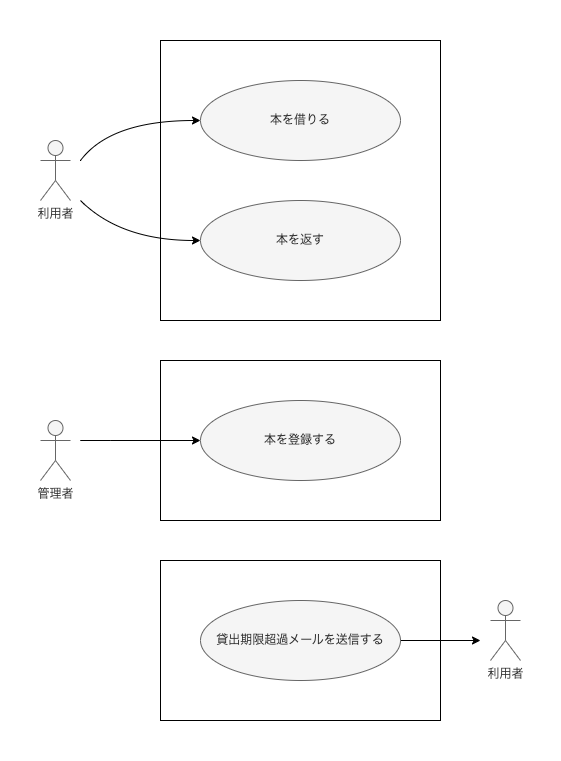 本を借りる
利用者
本を返す
本を登録する
管理者
貸出期限超過メールを送信する
利用者